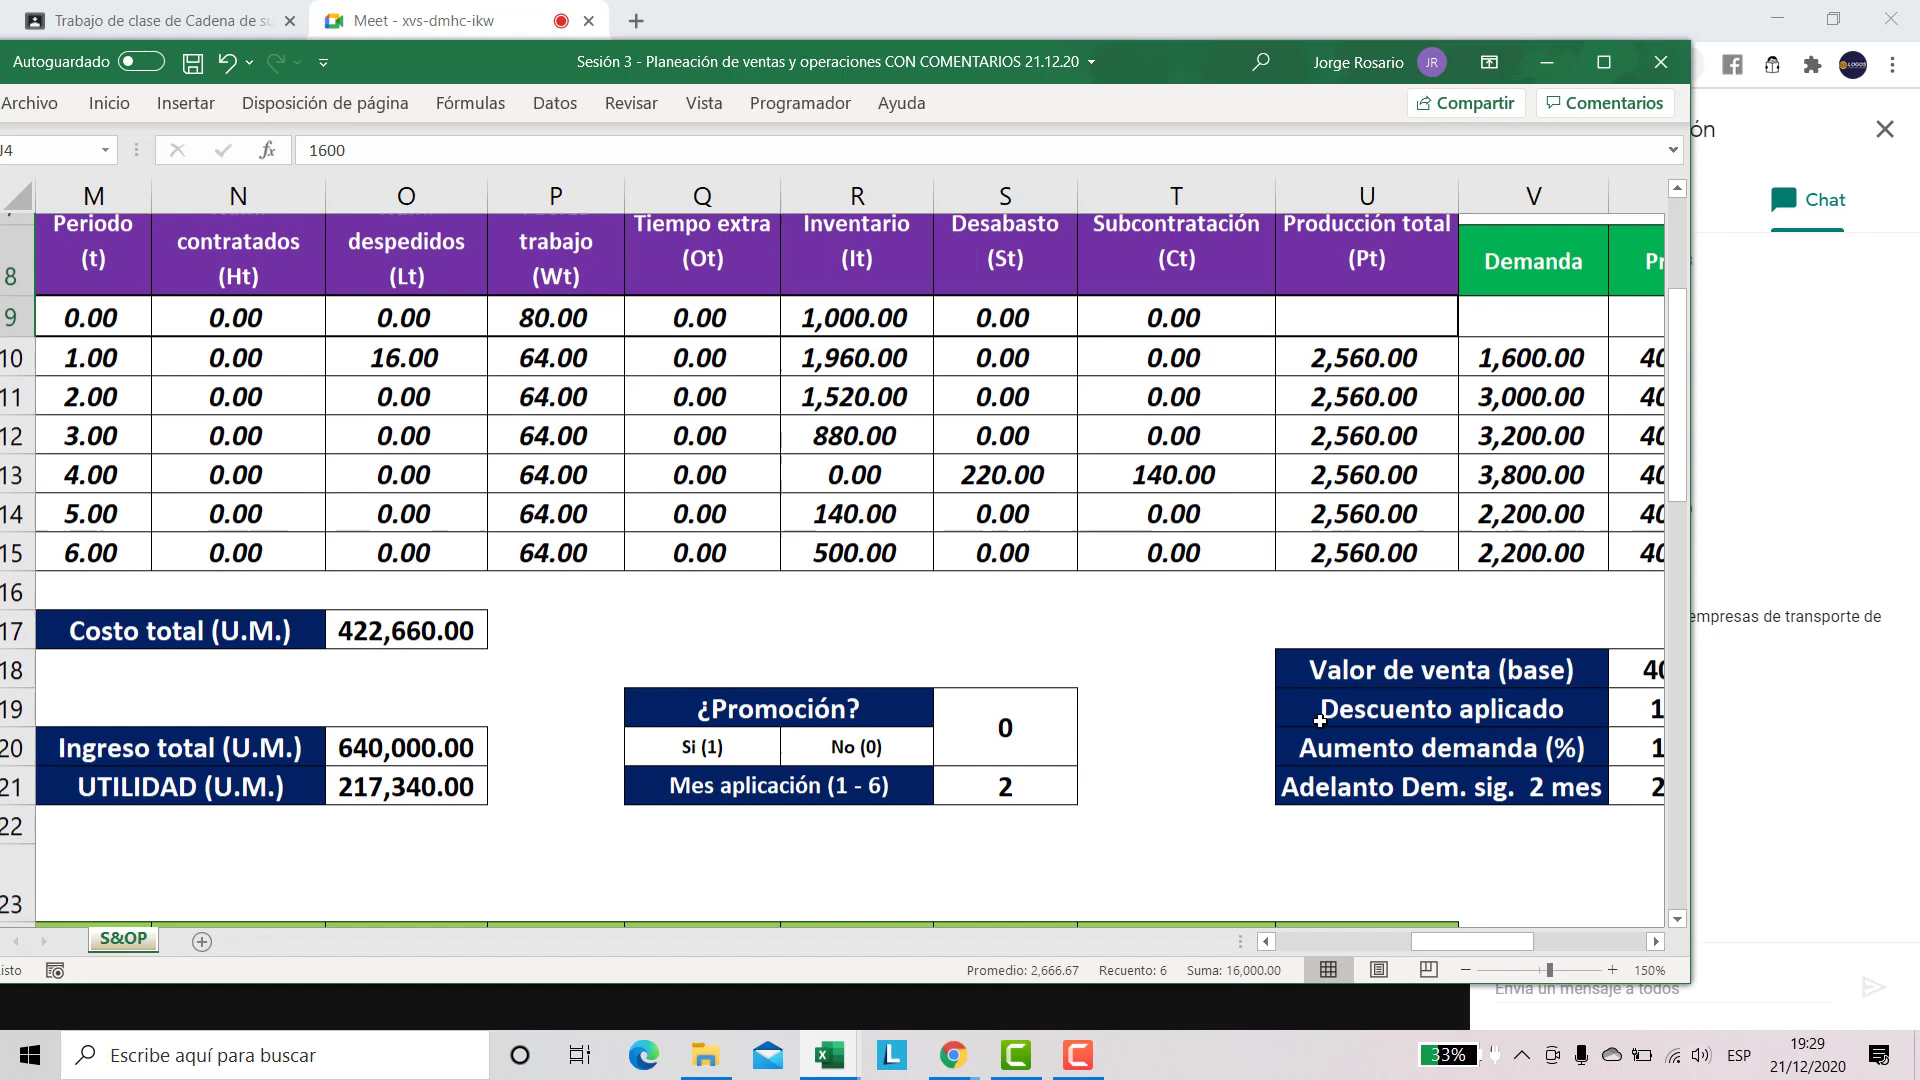 Trabajo de clase de Cadena de su
Meet - xvs-dmhc-ikw
Autoguardado
Sesión 3 - Planeación de ventas y operaciones CON COMENTARIOS 21.12.20
Jorge Rosario JR
Archivo Inicio Insertar Disposición de página Fórmulas Datos Revisar Vista Programador Ayuda Compartir Comentarios
J4 fx 1600
ón
Chat
M N O P Q R S T U V
8 Periodo (t) contratados (Ht) despedidos (Lt) trabajo (Wt) Tiempo extra (Ot) Inventario (It) Desabasto (St) Subcontratación (Ct) Producción total (Pt) Demanda Pr
9 0.00 0.00 0.00 80.00 0.00 1,000.00 0.00 0.00
10 1.00 0.00 16.00 64.00 0.00 1,960.00 0.00 0.00 2,560.00 1,600.00 40
11 2.00 0.00 0.00 64.00 0.00 1,520.00 0.00 0.00 2,560.00 3,000.00 40
12 3.00 0.00 0.00 64.00 0.00 880.00 0.00 0.00 2,560.00 3,200.00 40
13 4.00 0.00 0.00 64.00 0.00 0.00 220.00 140.00 2,560.00 3,800.00 40
14 5.00 0.00 0.00 64.00 0.00 140.00 0.00 0.00 2,560.00 2,200.00 40
15 6.00 0.00 0.00 64.00 0.00 500.00 0.00 0.00 2,560.00 2,200.00 40
16
17 Costo total (U.M.) 422,660.00
empresas de transporte de
18 Valor de venta (base) 40
19 ¿Promoción? 0 Descuento aplicado 1
20 Ingreso total (U.M.) 640,000.00 Si (1) No (0) Aumento demanda (%) 1
21 UTILIDAD (U.M.) 217,340.00 Mes aplicación (1 - 6) 2 Adelanto Dem. sig. 2 mes 2
22
23
S&OP
isto Promedio: 2,666.67 Recuento: 6 Suma: 16,000.00 150%
Envía un mensaje a todos
Escribe aquí para buscar
33% ESP 19:29
21/12/2020